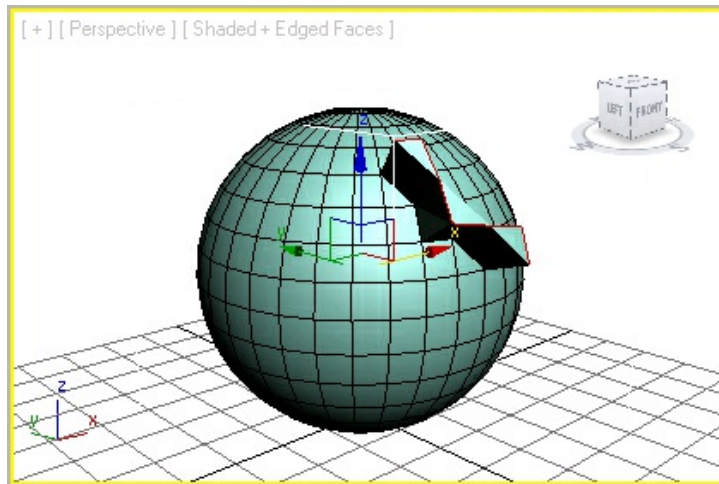 [ + ] [ Perspective ] [ Shaded + Edged Faces ]
z
LEFT FRONT
y
x
z
y
x